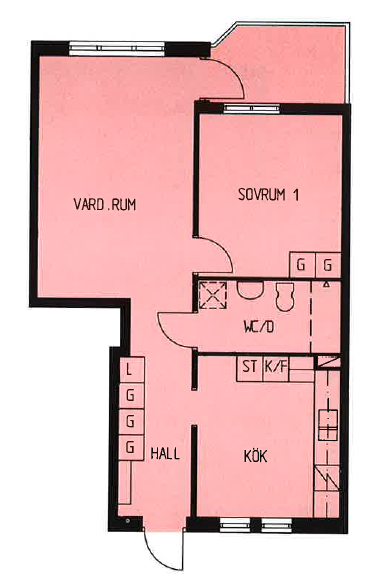 VARD.RUM
SOVRUM 1
G G
WC/D
L
G
G
G
ST K/F
HALL
KÖK